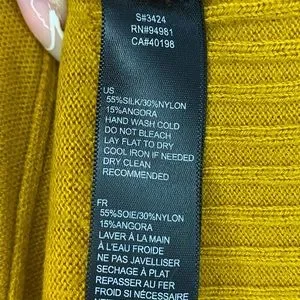 S#3424
RN#94981
CA#40198
US
55%SILK/30%NYLON
15%ANGORA
HAND WASH COLD
DO NOT BLEACH
LAY FLAT TO DRY
COOL IRON IF NEEDED
DRY CLEAN
RECOMMENDED
FR
55%SOIE/30%NYLON
15%ANGORA
LAVER À LA MAIN
À L'EAU FROIDE
NE PAS JAVELLISER
SECHAGE À PLAT
REPASSER AU FER
FROID SI NÉCESSAIRE